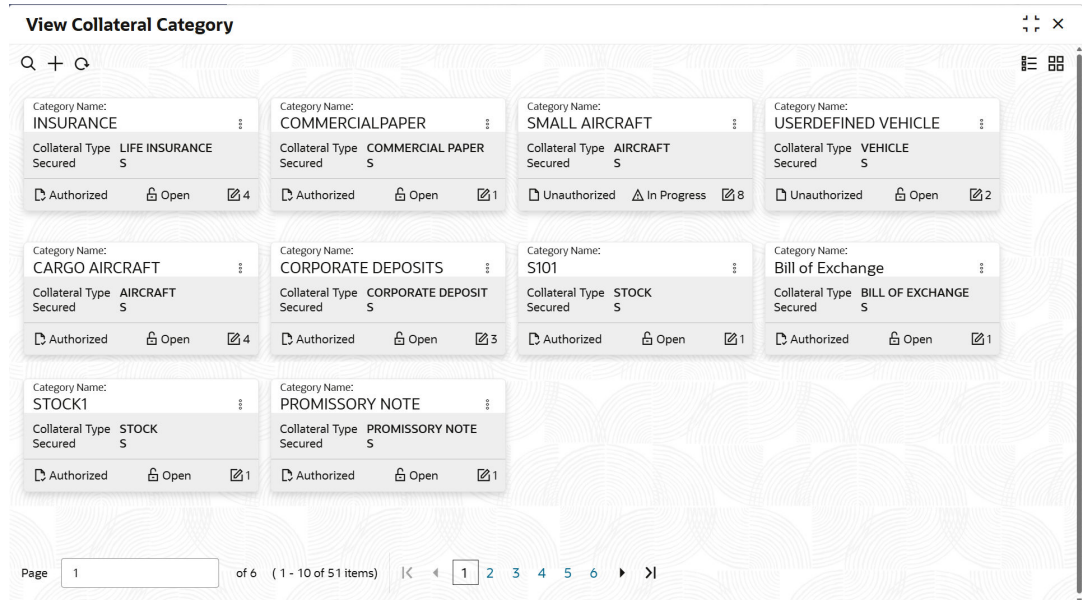 View Collateral Category
Category Name:
INSURANCE
Collateral Type LIFE INSURANCE
Secured S
Authorized Open 4
Category Name:
COMMERCIALPAPER
Collateral Type COMMERCIAL PAPER
Secured S
Authorized Open 1
Category Name:
SMALL AIRCRAFT
Collateral Type AIRCRAFT
Secured S
Unauthorized In Progress 8
Category Name:
USERDEFINED VEHICLE
Collateral Type VEHICLE
Secured S
Unauthorized Open 2
Category Name:
CARGO AIRCRAFT
Collateral Type AIRCRAFT
Secured S
Authorized Open 4
Category Name:
CORPORATE DEPOSITS
Collateral Type CORPORATE DEPOSIT
Secured S
Authorized Open 3
Category Name:
S101
Collateral Type STOCK
Secured S
Authorized Open 1
Category Name:
Bill of Exchange
Collateral Type BILL OF EXCHANGE
Secured S
Authorized Open 1
Category Name:
STOCK1
Collateral Type STOCK
Secured S
Authorized Open 1
Category Name:
PROMISSORY NOTE
Collateral Type PROMISSORY NOTE
Secured S
Authorized Open 1
Page 1 of 6 ( 1 - 10 of 51 items) 1 2 3 4 5 6